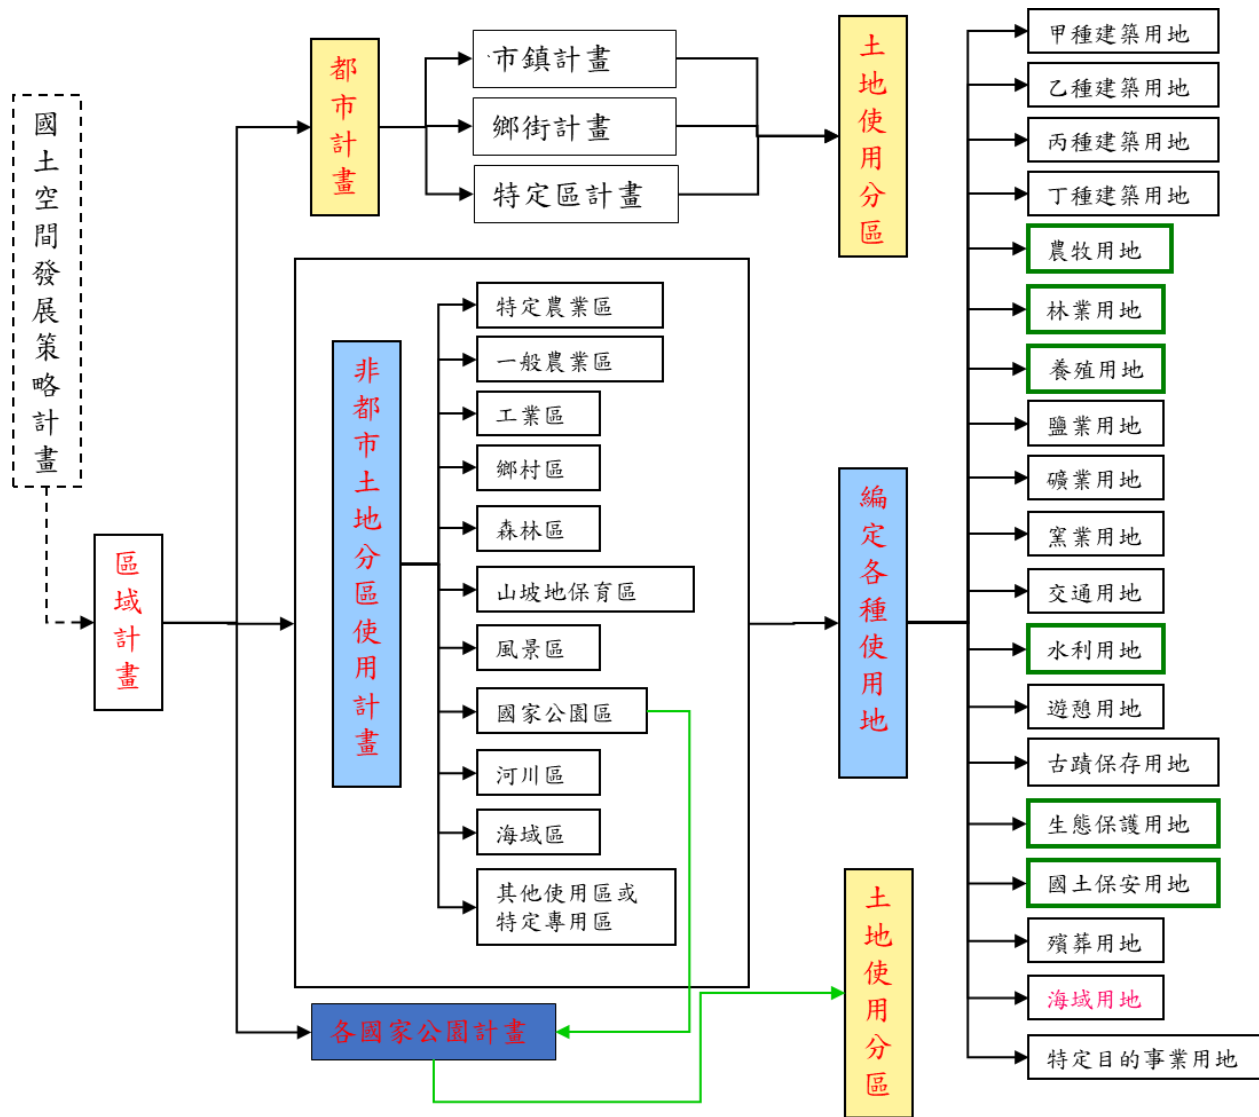 國土空間發展策略計畫
區域計畫
都市計畫
市鎮計畫
鄉街計畫
特定區計畫
土地使用分區
非都市土地分區使用計畫
特定農業區
一般農業區
工業區
鄉村區
森林區
山坡地保育區
風景區
國家公園區
河川區
海域區
其他使用區或
特定專用區
各國家公園計畫
土地使用分區
編定各種使用地
甲種建築用地
乙種建築用地
丙種建築用地
丁種建築用地
農牧用地
林業用地
養殖用地
鹽業用地
礦業用地
窯業用地
交通用地
水利用地
遊憩用地
古蹟保存用地
生態保護用地
國土保安用地
殯葬用地
海域用地
特定目的事業用地